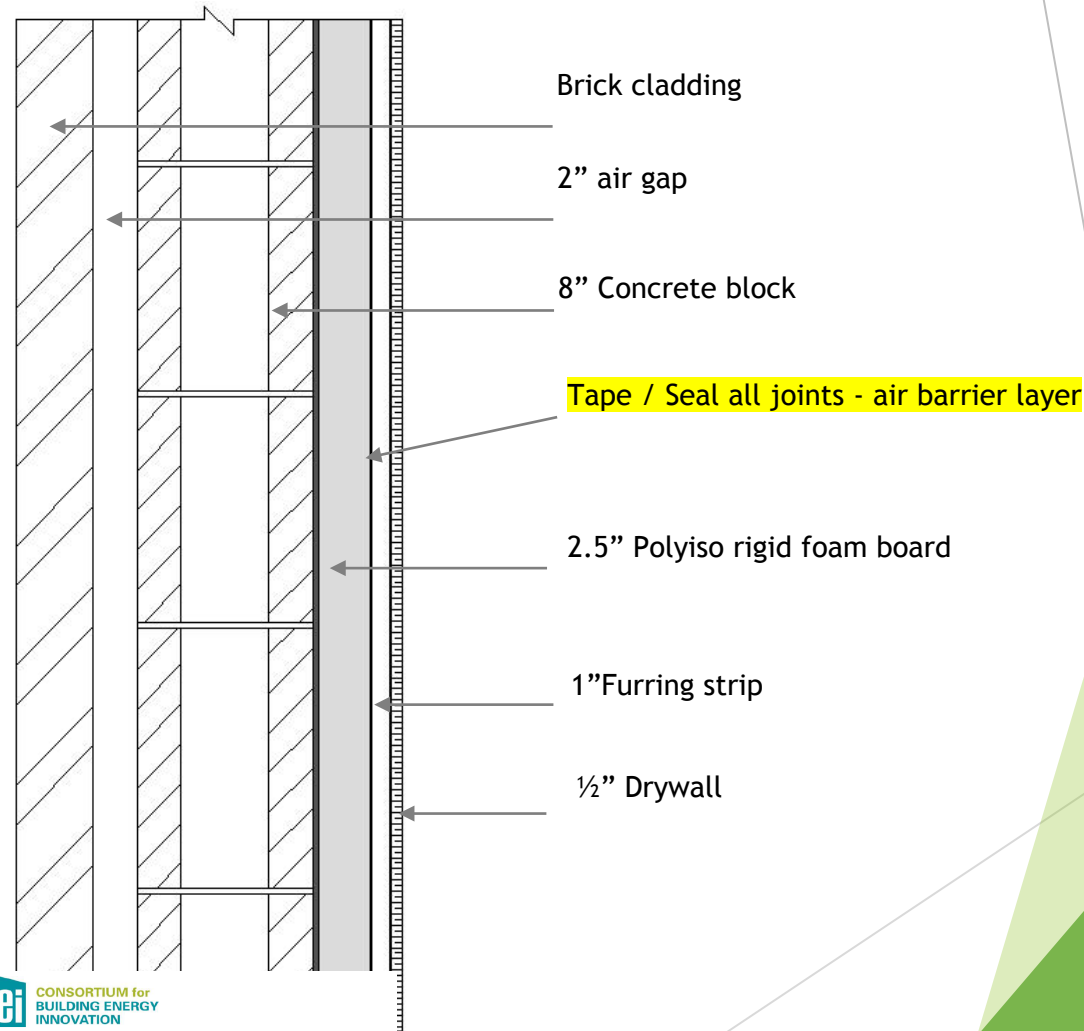 Brick cladding
2” air gap
8” Concrete block
Tape / Seal all joints - air barrier layer
2.5” Polyiso rigid foam board
1”Furring strip
½” Drywall
CONSORTIUM for
BUILDING ENERGY
INNOVATION